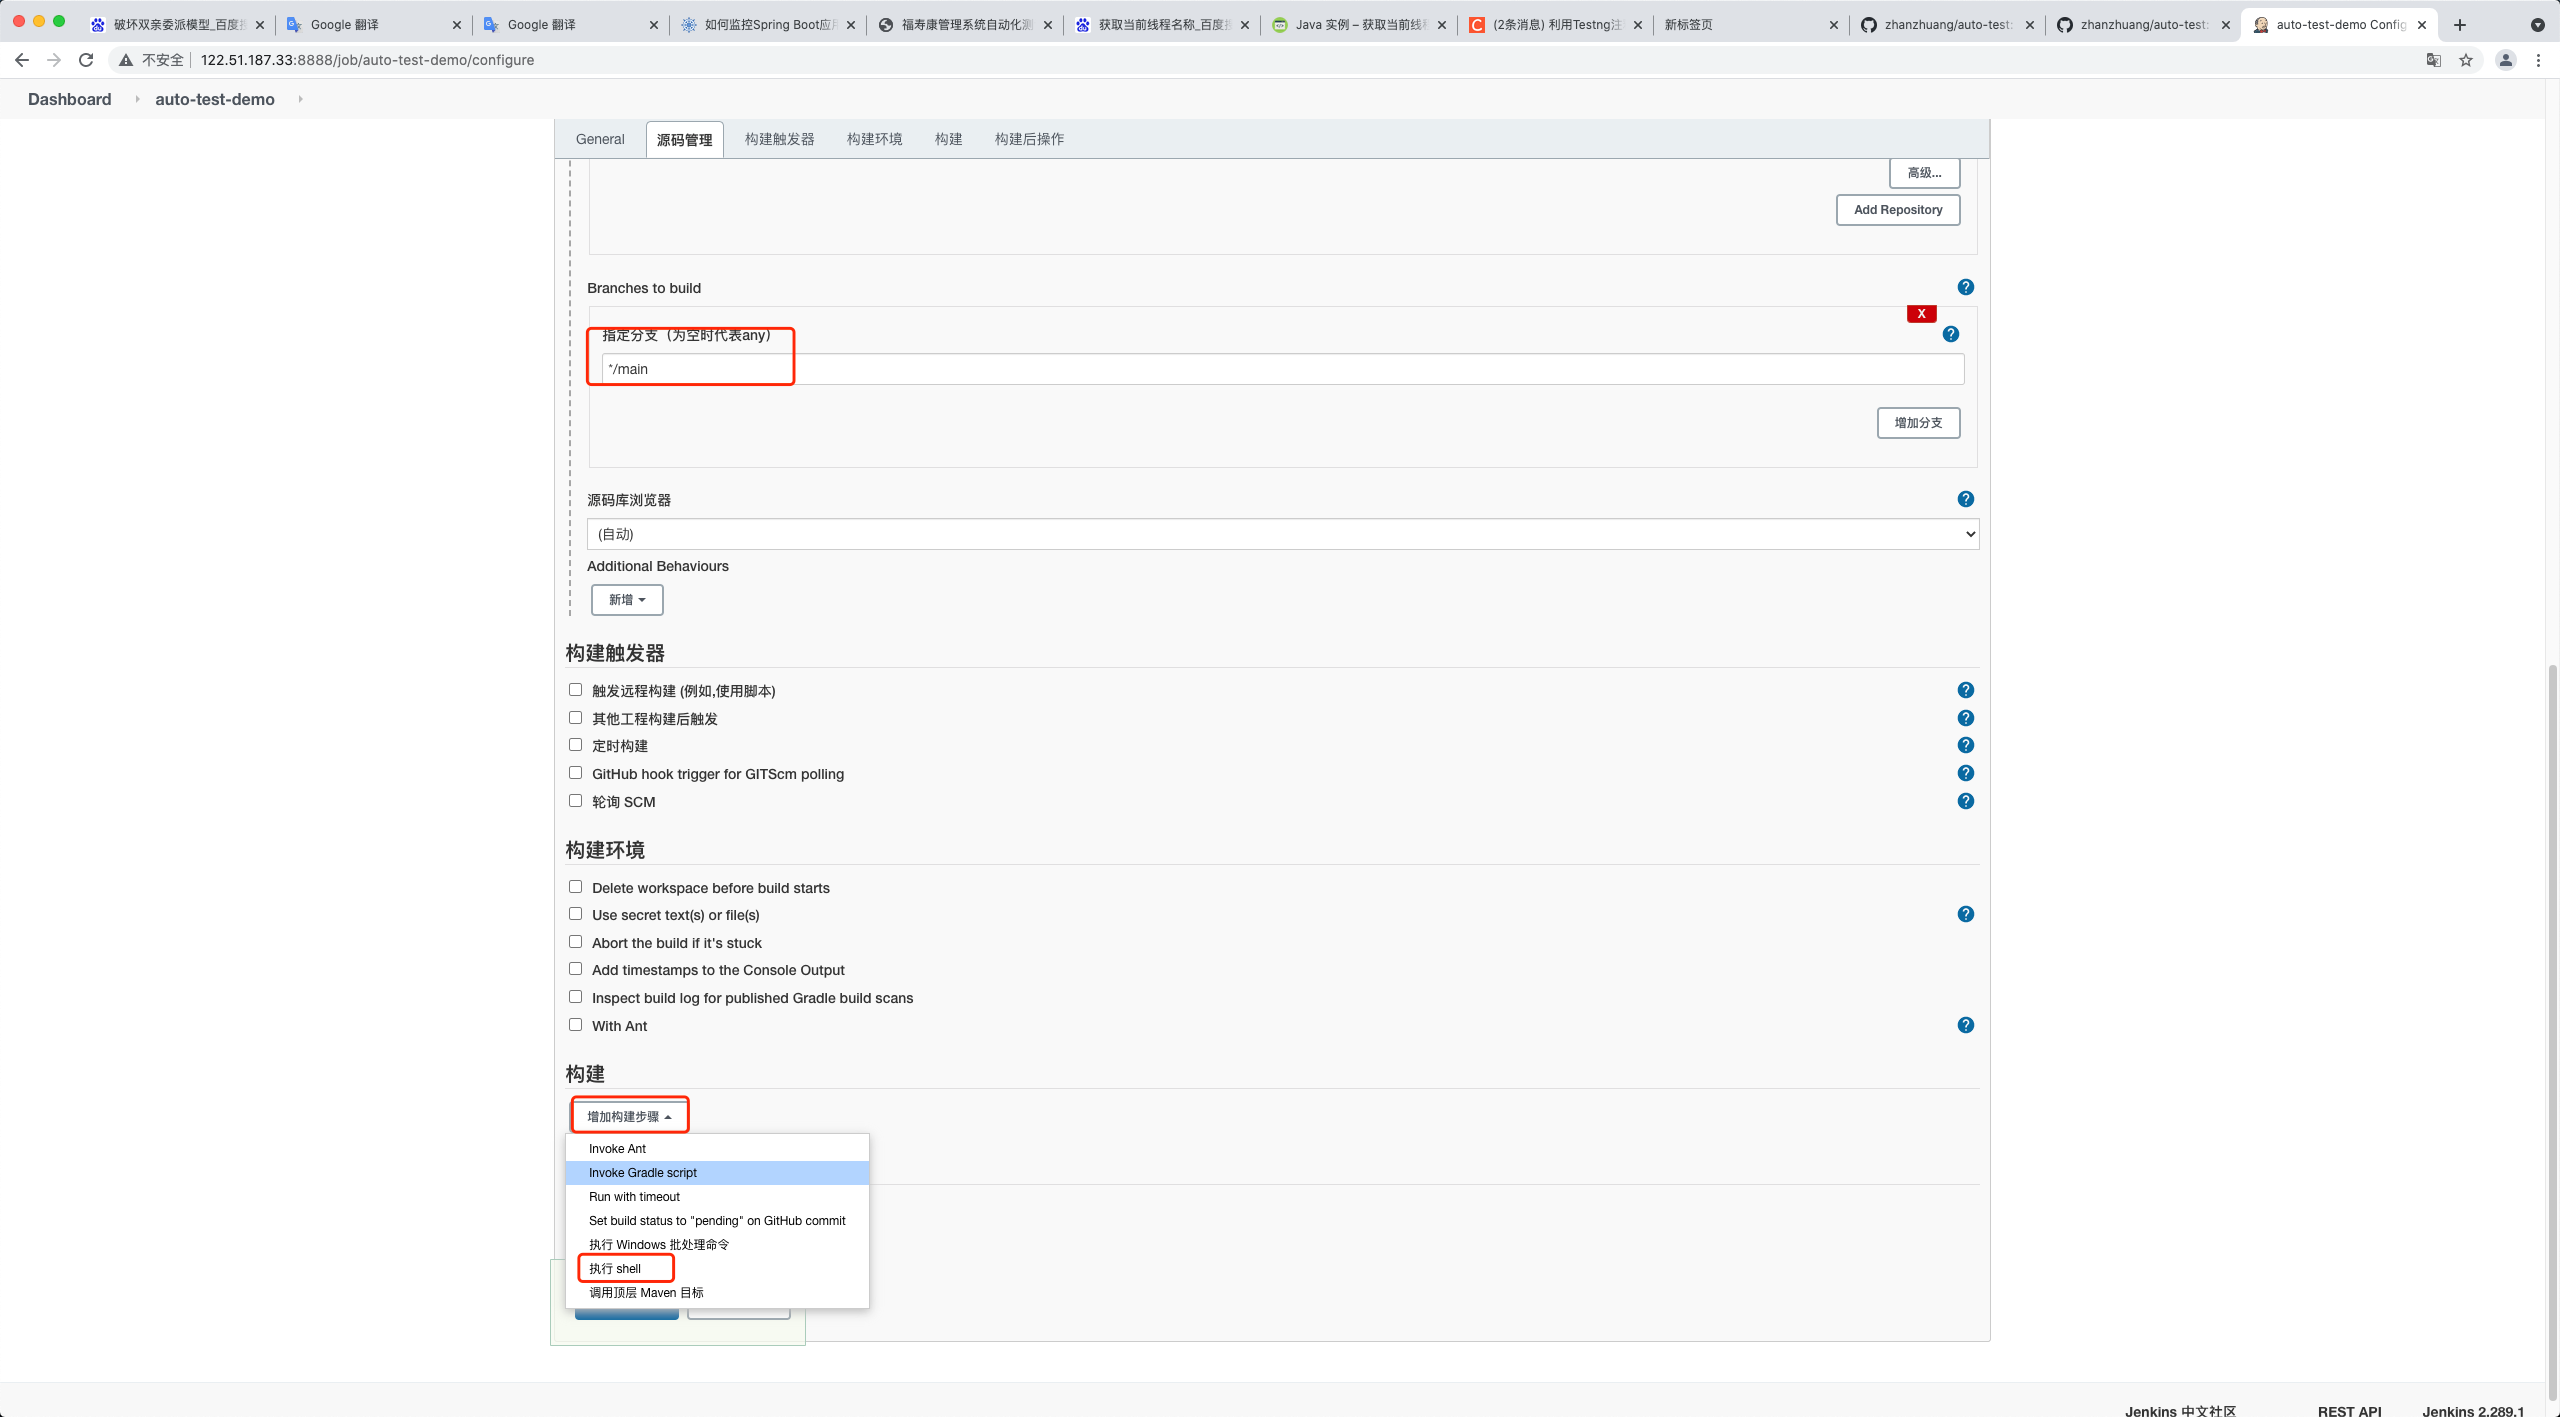 破坏双亲委派模型_百度
Google 翻译
Google 翻译
如何监控Spring Boot应
福寿康管理系统自动化测
获取当前线程名称_百度
Java 实例 – 获取当前线
(2条消息) 利用Testng注
新标签页
zhanzhuang/auto-test
zhanzhuang/auto-test
auto-test-demo Config
不安全
122.51.187.33:8888/job/auto-test-demo/configure
Dashboard
auto-test-demo
General
源码管理
构建触发器
构建环境
构建
构建后操作
高级...
Add Repository
Branches to build
X
指定分支（为空时代表any）
*/main
增加分支
源码库浏览器
(自动)
Additional Behaviours
新增
构建触发器
触发远程构建 (例如,使用脚本)
其他工程构建后触发
定时构建
GitHub hook trigger for GITScm polling
轮询 SCM
构建环境
Delete workspace before build starts
Use secret text(s) or file(s)
Abort the build if it's stuck
Add timestamps to the Console Output
Inspect build log for published Gradle build scans
With Ant
构建
增加构建步骤
Invoke Ant
Invoke Gradle script
Run with timeout
Set build status to "pending" on GitHub commit
执行 Windows 批处理命令
执行 shell
调用顶层 Maven 目标
Jenkins 中文社区
REST API
Jenkins 2.289.1